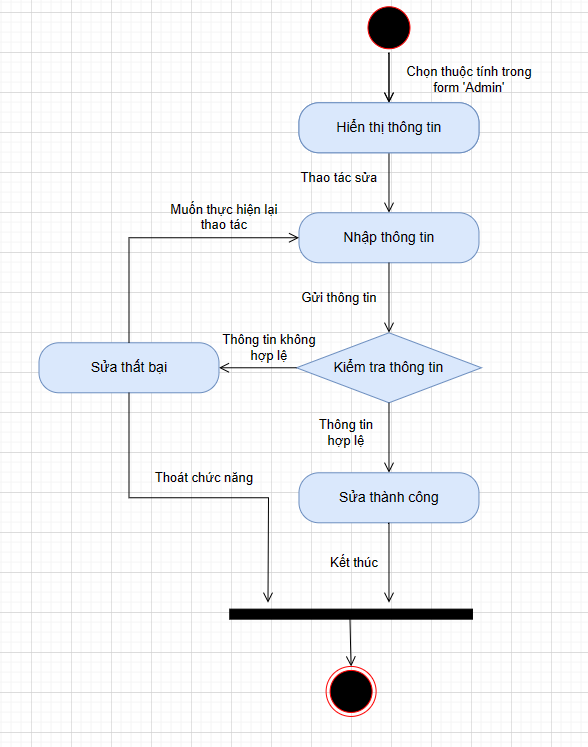 Chọn thuộc tính trong
form 'Admin'
Hiển thị thông tin
Thao tác sửa
Muốn thực hiện lại
thao tác
Nhập thông tin
Gửi thông tin
Thông tin không
hợp lệ
Kiểm tra thông tin
Sửa thất bại
Thông tin
hợp lệ
Thoát chức năng
Sửa thành công
Kết thúc